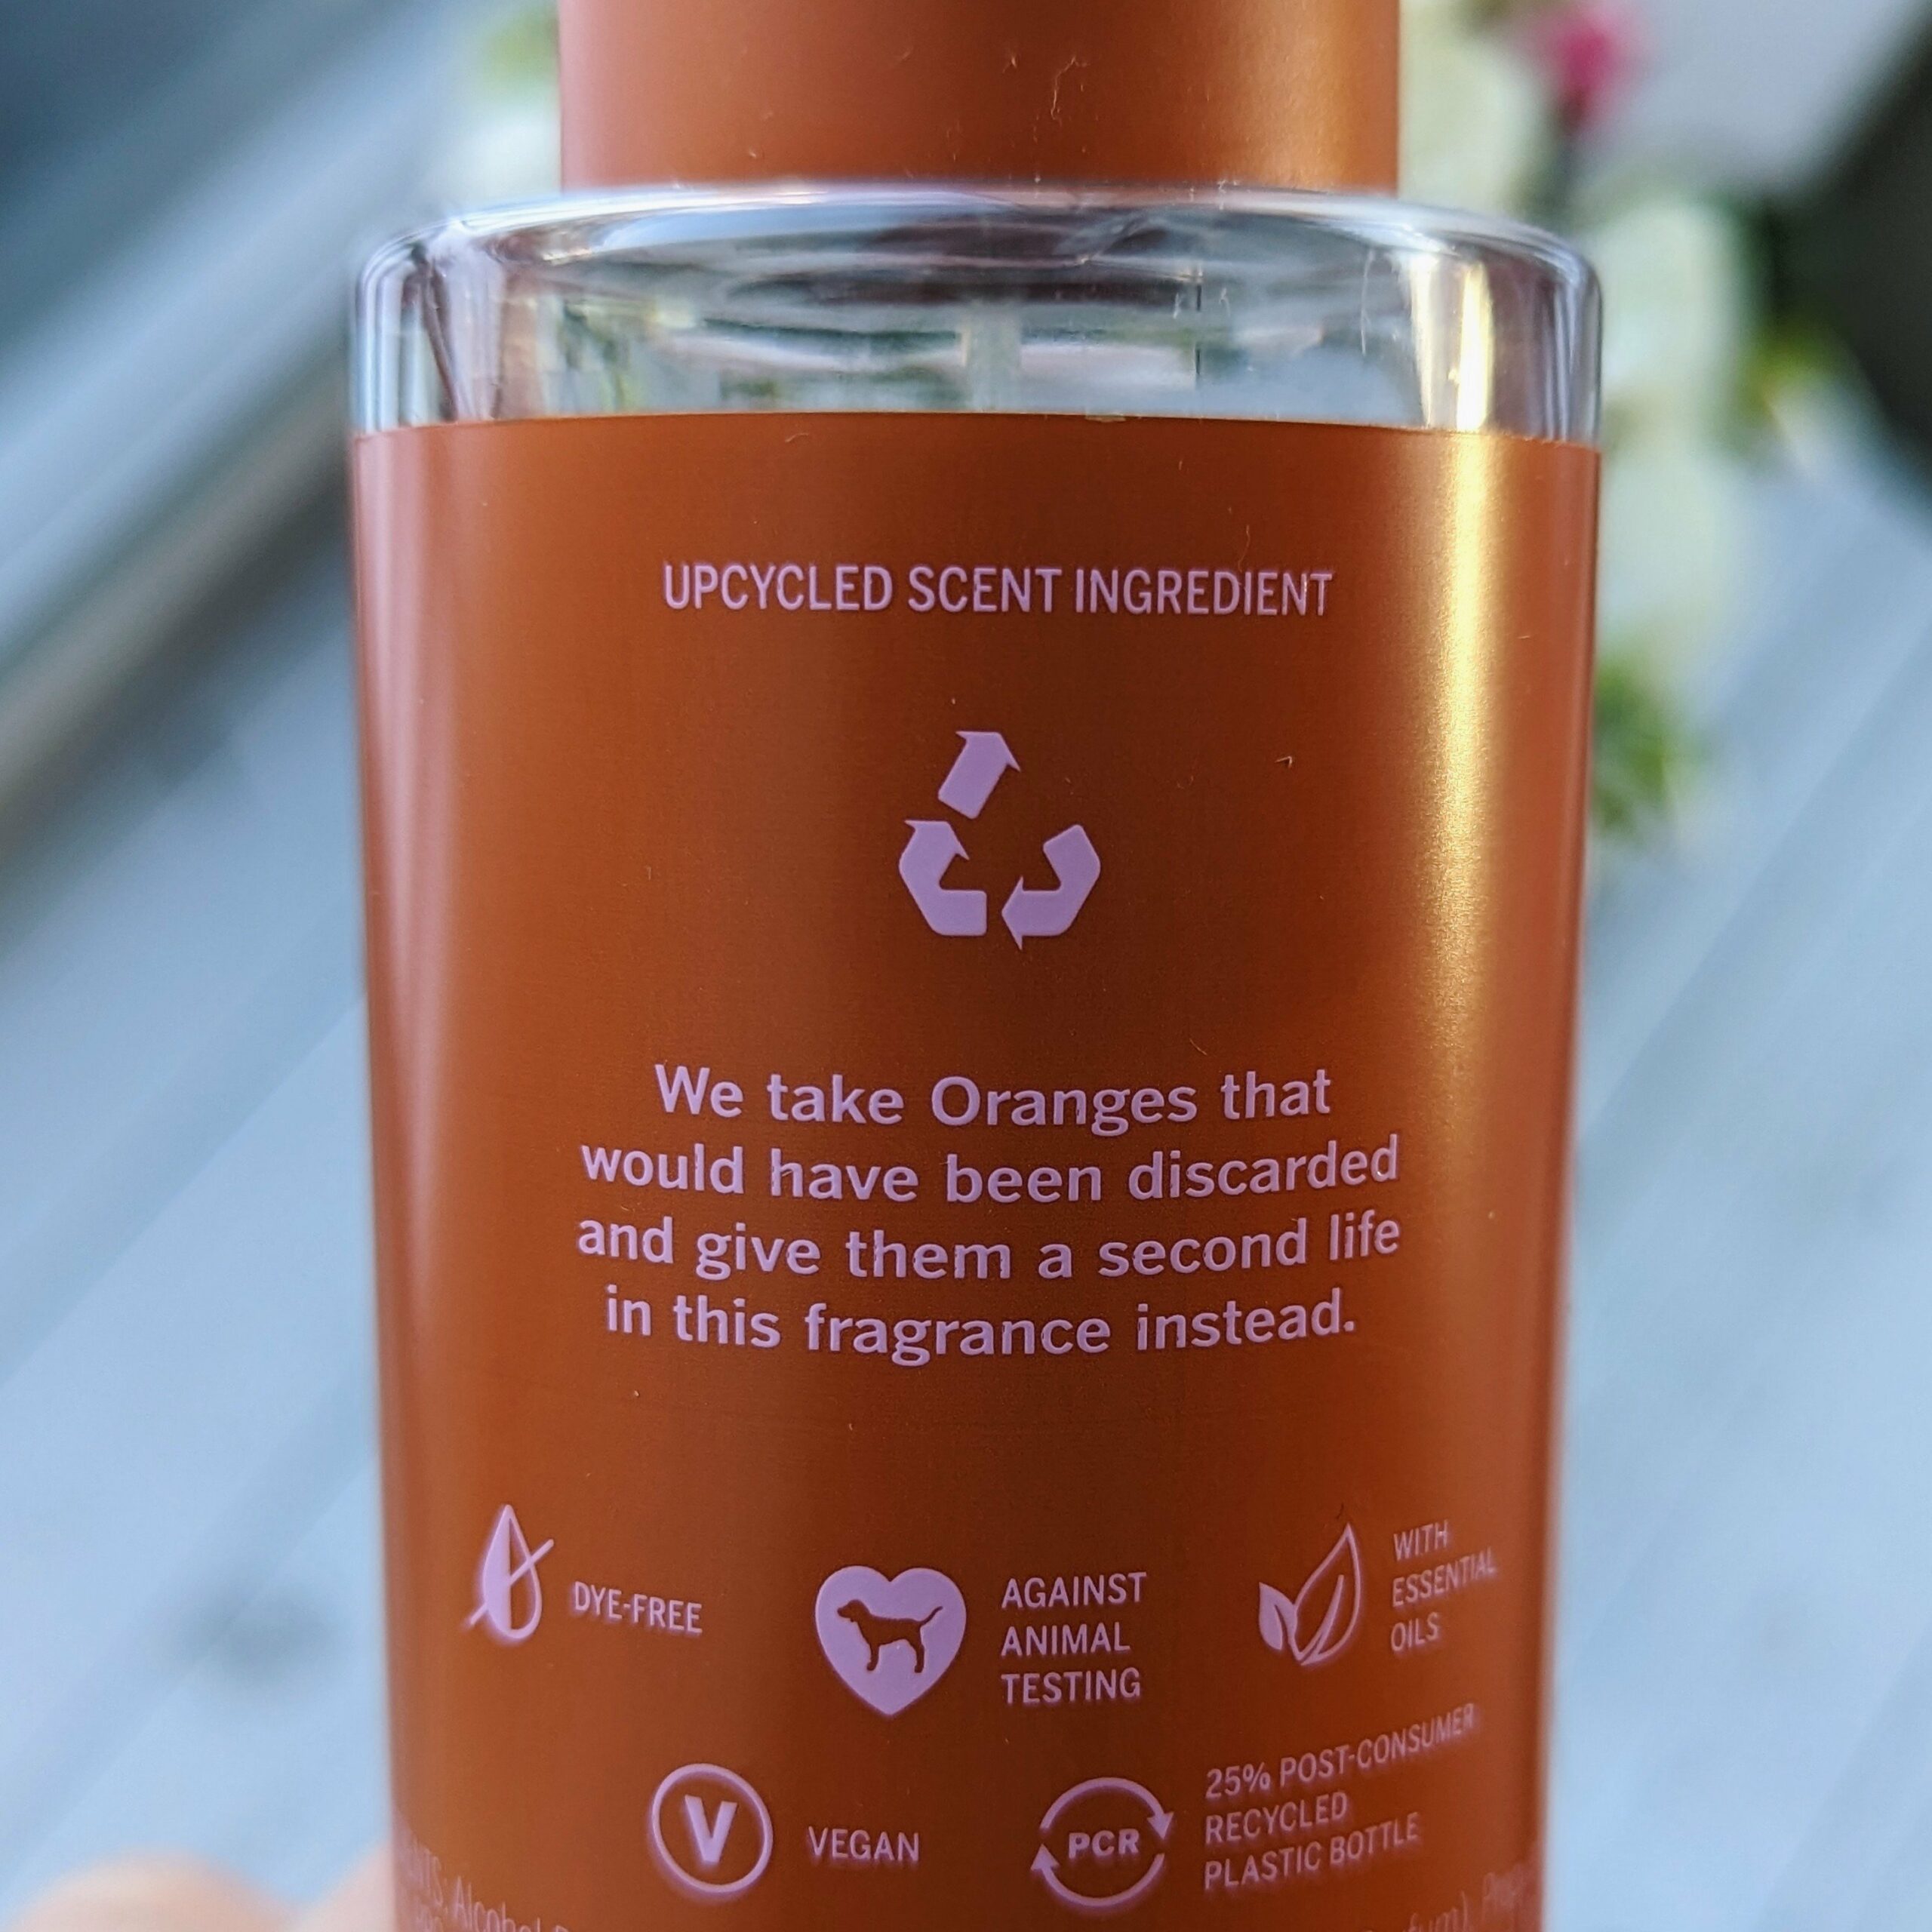 UPCYCLED SCENT INGREDIENT
We take Oranges that
would have been discarded
and give them a second life
in this fragrance instead.
DYE-FREE
AGAINST
ANIMAL
TESTING
WITH
ESSENTIAL
OILS
V
VEGAN
PCR
25% POST-CONSUMER
RECYCLED
PLASTIC BOTTLE
Alcohol